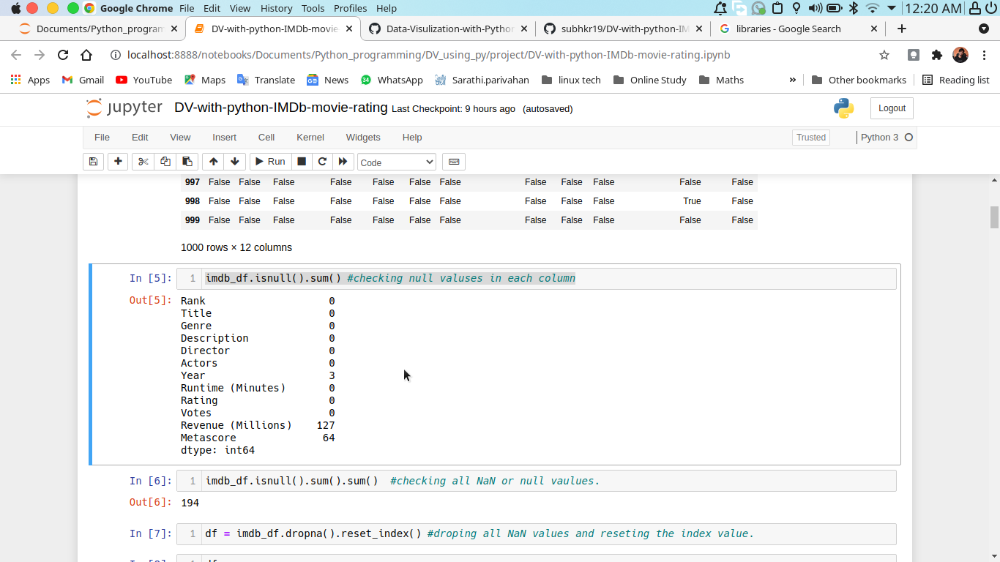 Google Chrome File Edit View History Tools Profiles Help 12:20 AM
Documents/Python_program DV-with-python-IMDb-movie Data-Visulization-with-Python subhkr19/DV-with-python-IM libraries - Google Search
localhost:8888/notebooks/Documents/Python_programming/DV_using_py/project/DV-with-python-IMDb-movie-rating.ipynb
Apps Gmail YouTube Maps Translate News 34 WhatsApp Sarathi.parivahan linux tech Online Study Maths » Other bookmarks Reading list
jupyter DV-with-python-IMDb-movie-rating Last Checkpoint: 9 hours ago (autosaved) Logout
File Edit View Insert Cell Kernel Widgets Help Trusted Python 3
Run Code
997 False False False False False False False False False False False False
998 False False False False False False False False False False True False
999 False False False False False False False False False False False False
1000 rows × 12 columns
In [5]: 1 imdb_df.isnull().sum() #checking null valuses in each column
Out[5]: Rank 0
Title 0
Genre 0
Description 0
Director 0
Actors 0
Year 3
Runtime (Minutes) 0
Rating 0
Votes 0
Revenue (Millions) 127
Metascore 64
dtype: int64
In [6]: 1 imdb_df.isnull().sum().sum() #checking all NaN or null vaulues.
Out[6]: 194
In [7]: 1 df = imdb_df.dropna().reset_index() #droping all NaN values and reseting the index value.